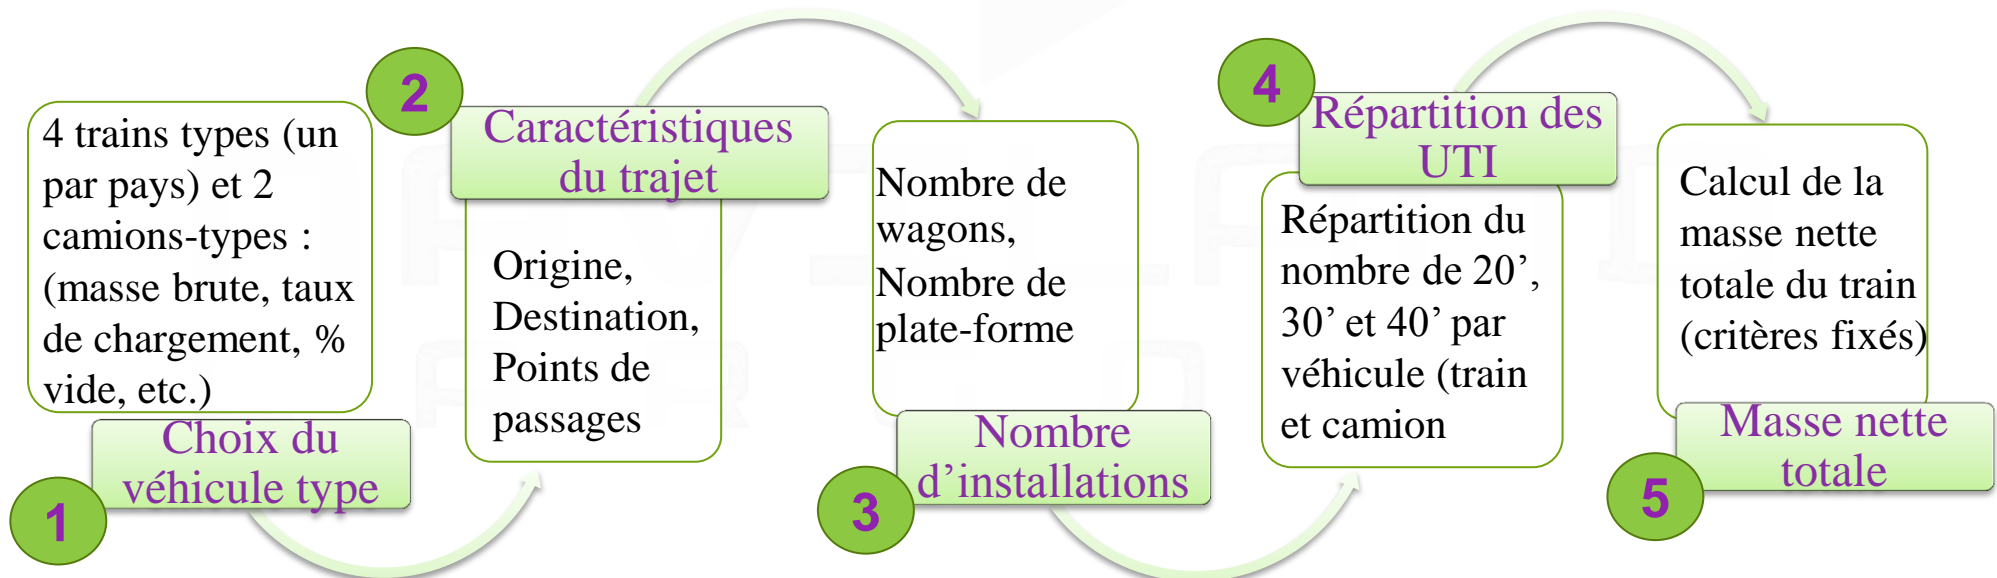 1
4 trains types (un
par pays) et 2
camions-types :
(masse brute, taux
de chargement, %
vide, etc.)
Choix du
véhicule type
2
Caractéristiques
du trajet
Origine,
Destination,
Points de
passages
3
Nombre de
wagons,
Nombre de
plate-forme
Nombre
d’installations
4
Répartition des
UTI
Répartition du
nombre de 20’,
30’ et 40’ par
véhicule (train
et camion
5
Calcul de la
masse nette
totale du train
(critères fixés)
Masse nette
totale